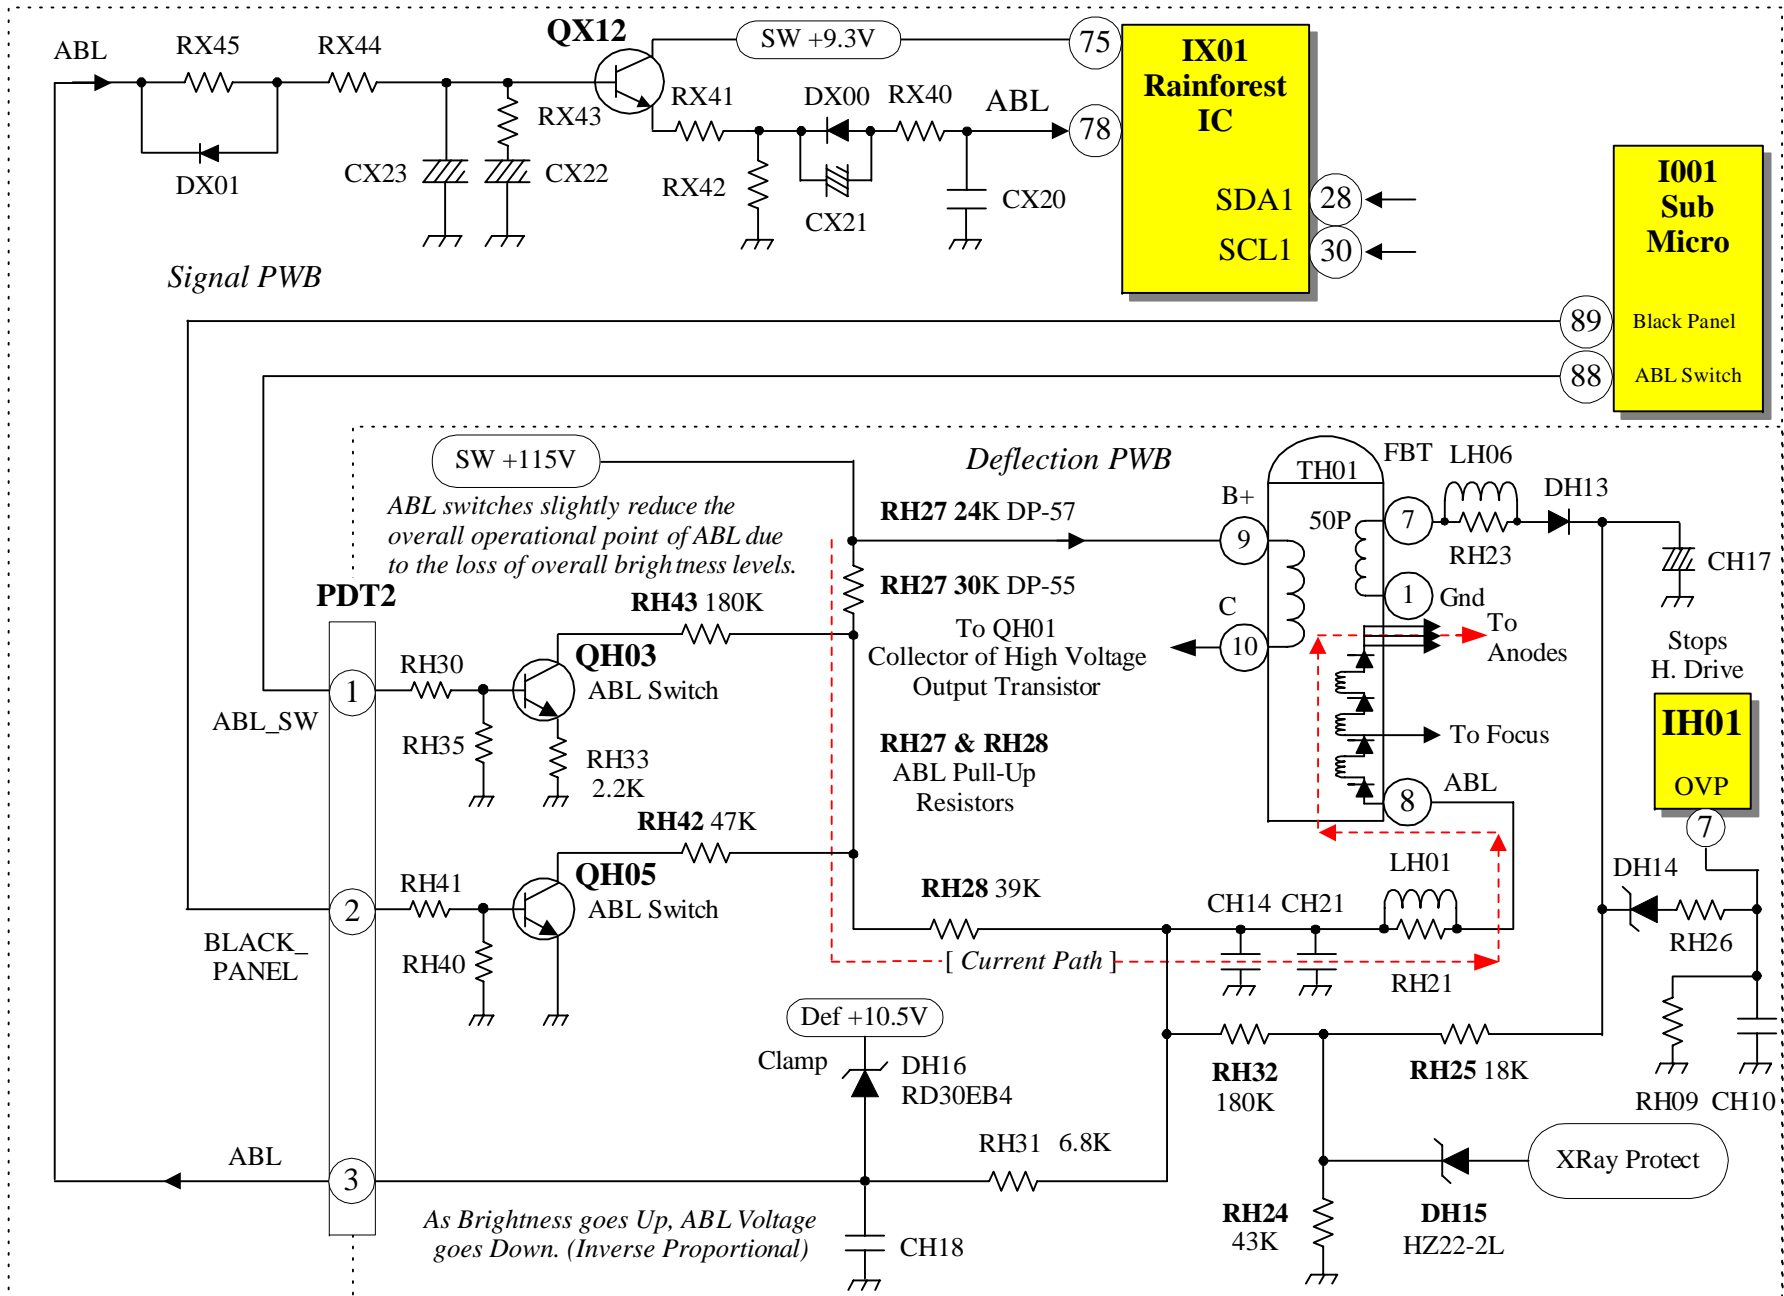 ABL
RX45
RX44
QX12
SW +9.3V
75
IX01
Rainforest
IC
RX43
RX41
DX00
RX40
ABL
78
DX01
CX23
CX22
RX42
CX21
CX20
SDA1
28
SCL1
30
I001
Sub
Micro
Signal PWB
89
Black Panel
88
ABL Switch
SW +115V
Deflection PWB
ABL switches slightly reduce the
overall operational point of ABL due
to the loss of overall brightness levels.
RH27 24K DP-57
RH27 30K DP-55
B+
9
C
10
TH01
FBT
50P
7
LH06
RH23
DH13
CH17
1
Gnd
To QH01
Collector of High Voltage
Output Transistor
To
Anodes
Stops
H. Drive
IH01
OVP
7
PDT2
RH43 180K
RH30
QH03
ABL Switch
1
ABL_SW
RH35
RH33
2.2K
RH27 & RH28
ABL Pull-Up
Resistors
To Focus
8
ABL
RH42 47K
RH41
QH05
ABL Switch
2
BLACK_
PANEL
RH40
RH28 39K
CH14 CH21
LH01
RH21
[ Current Path ]
DH14
RH26
RH09 CH10
Def +10.5V
Clamp
DH16
RD30EB4
RH32
180K
RH25 18K
RH31 6.8K
XRay Protect
ABL
3
As Brightness goes Up, ABL Voltage
goes Down. (Inverse Proportional)
CH18
RH24
43K
DH15
HZ22-2L